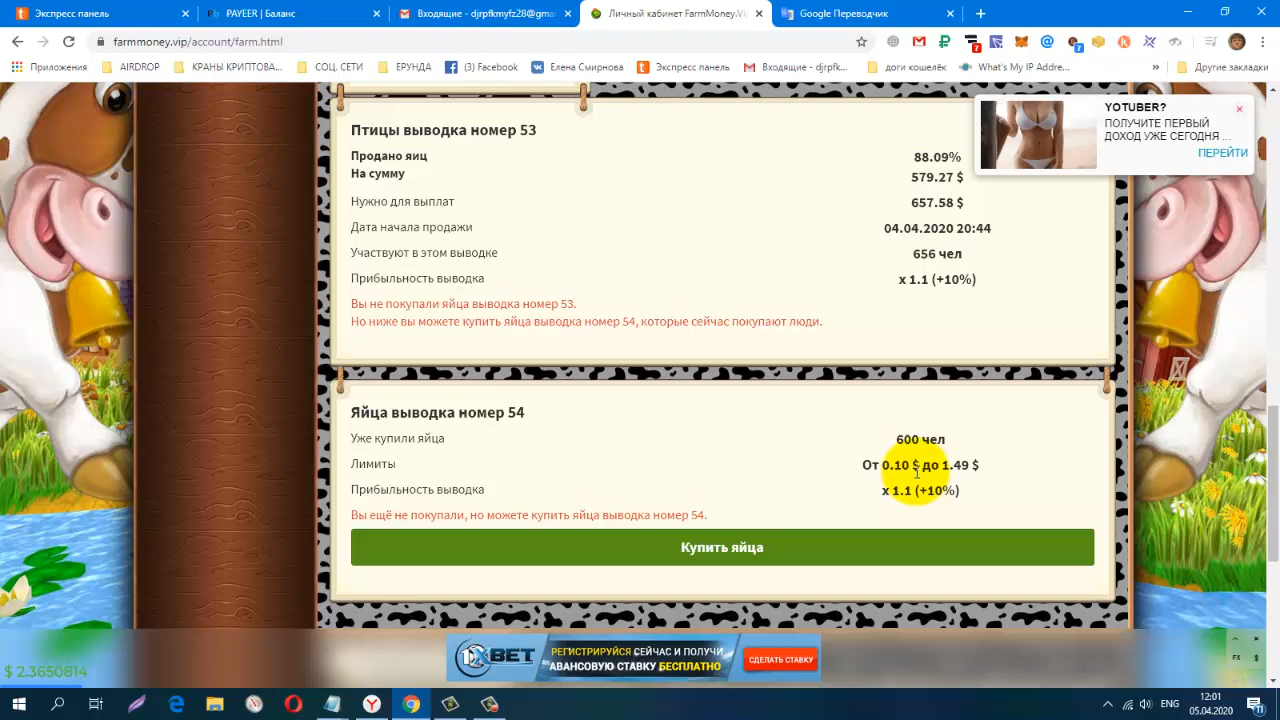 Экспресс панель
PAYEER | Баланс
Входящие - djrpfkmyfz28@gma
Личный кабинет FarmMoney.Vip
Google Переводчик
farmmoney.vip/account/farm.html
7
7
Приложения
AIRDROP
КРАНЫ КРИПТОВА...
СОЦ. СЕТИ
ЕРУНДА
(3) Facebook
Елена Смирнова
Экспресс панель
Входящие - djrpfk...
доги кошелёк
What's My IP Addre...
»
Другие закладки
YOTUBER?
ПОЛУЧИТЕ ПЕРВЫЙ
ДОХОД УЖЕ СЕГОДНЯ ...
ПЕРЕЙТИ
Птицы выводка номер 53
Продано яиц 88.09%
На сумму 579.27 $
Нужно для выплат 657.58 $
Дата начала продажи 04.04.2020 20:44
Участвуют в этом выводке 656 чел
Прибыльность выводка x 1.1 (+10%)
Вы не покупали яйца выводка номер 53.
Но ниже вы можете купить яйца выводка номер 54, которые сейчас покупают люди.
Яйца выводка номер 54
Уже купили яйца 600 чел
Лимиты От 0.10 $ до 1.49 $
Прибыльность выводка x 1.1 (+10%)
Вы ещё не покупали, но можете купить яйца выводка номер 54.
Купить яйца
1XBET
РЕГИСТРИРУЙСЯ СЕЙЧАС И ПОЛУЧИ
АВАНСОВУЮ СТАВКУ БЕСПЛАТНО
СДЕЛАТЬ СТАВКУ
FX $
$ 2.3650814
ENG
12:01
05.04.2020